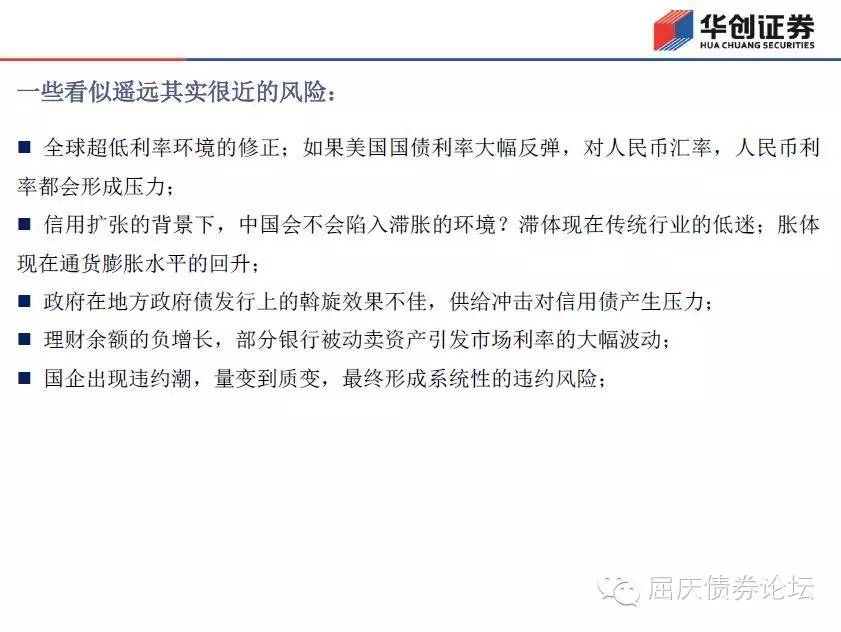 华创证券
HUA CHUANG SECURITIES
一些看似遥远其实很近的风险：
■ 全球超低利率环境的修正；如果美国国债利率大幅反弹，对人民币汇率，人民币利
率都会形成压力；
■ 信用扩张的背景下，中国会不会陷入滞胀的环境？滞体现在传统行业的低迷；胀体
现在通货膨胀水平的回升；
■ 政府在地方政府债发行上的斡旋效果不佳，供给冲击对信用债产生压力；
■ 理财余额的负增长，部分银行被动卖资产引发市场利率的大幅波动；
■ 国企出现违约潮，量变到质变，最终形成系统性的违约风险；
屈庆债券论坛